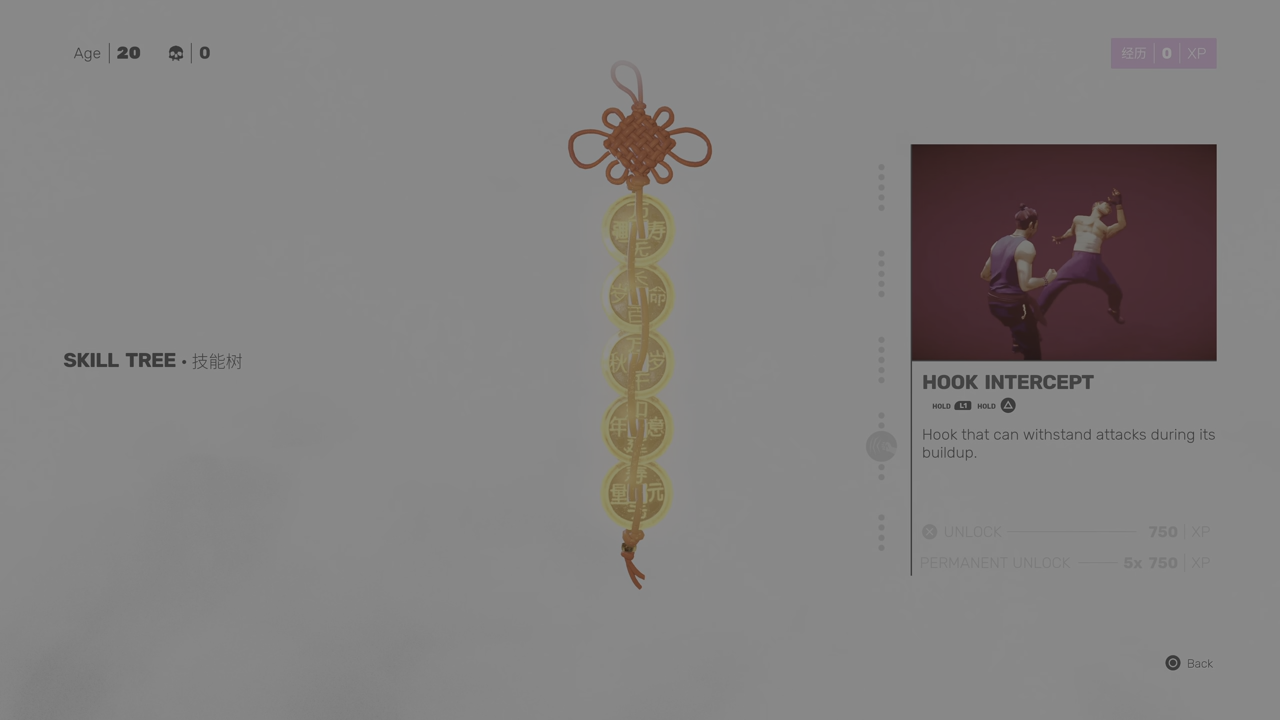 Age 20 0
经历 0 XP
SKILL TREE • 技能树
HOOK INTERCEPT
HOLD L1 HOLD
Hook that can withstand attacks during its
buildup.
UNLOCK 750 XP
PERMANENT UNLOCK 5x 750 XP
Back